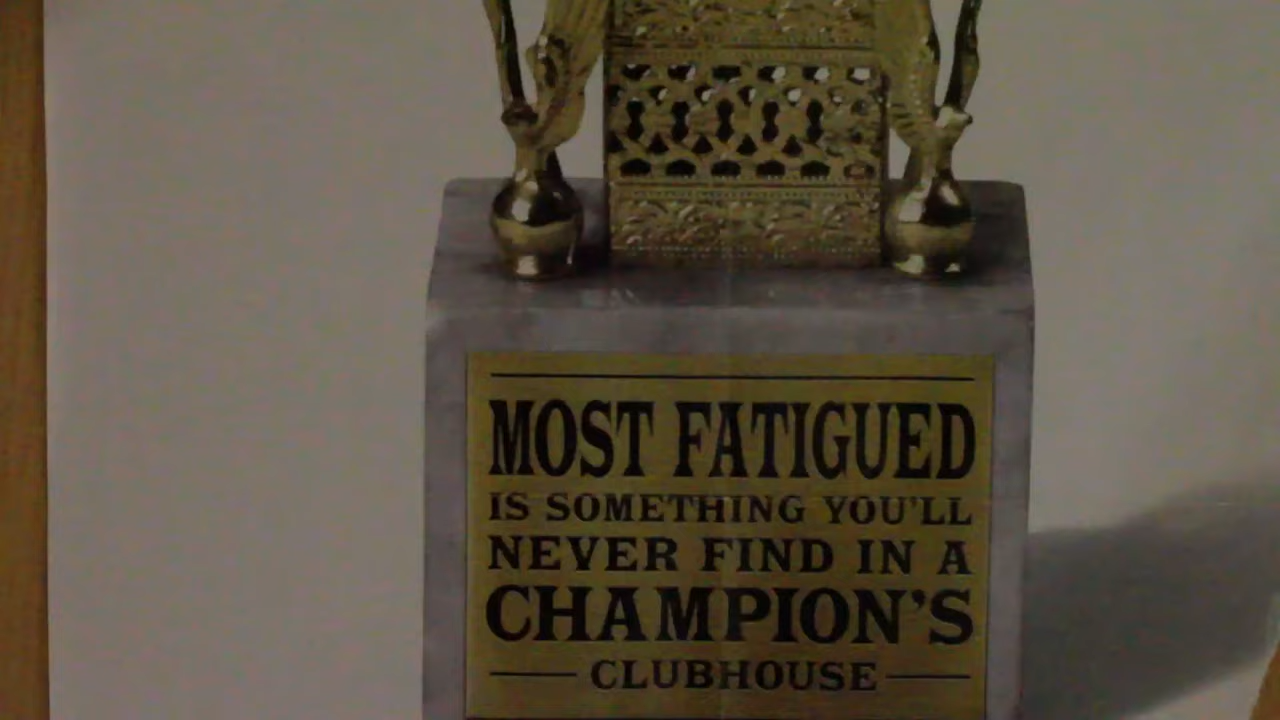 MOST FATIGUED
IS SOMETHING YOU'LL
NEVER FIND IN A
CHAMPION'S
CLUBHOUSE